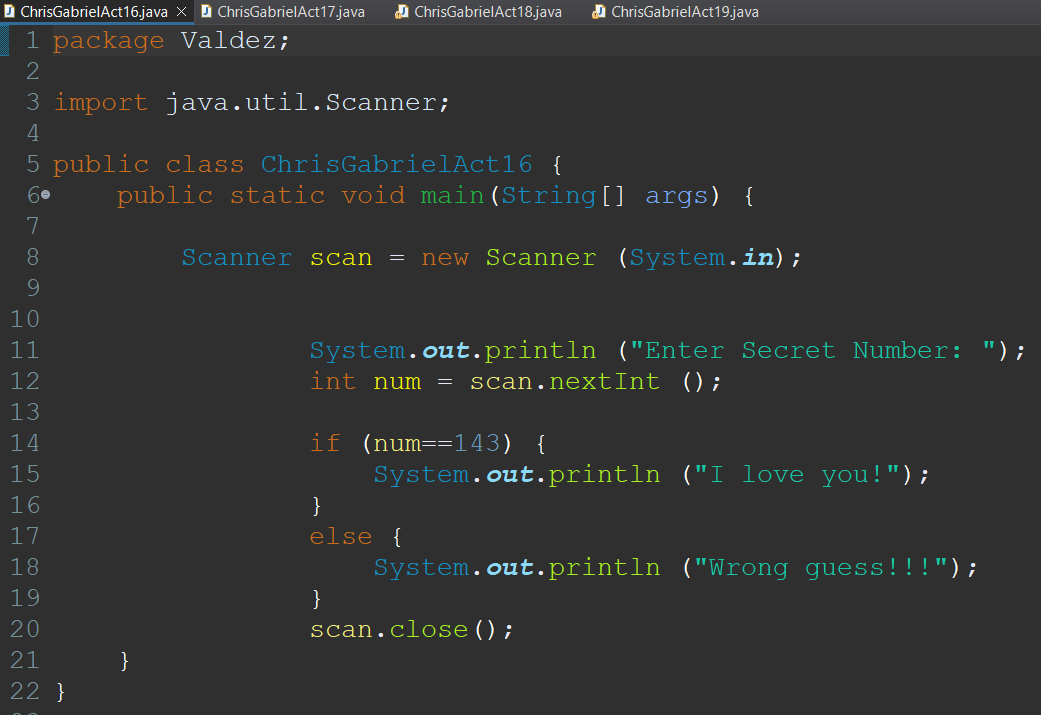 ChrisGabrielAct16.java ChrisGabrielAct17.java ChrisGabrielAct18.java ChrisGabrielAct19.java
1 package Valdez;
2
3 import java.util.Scanner;
4
5 public class ChrisGabrielAct16 {
6 public static void main(String[] args) {
7
8 Scanner scan = new Scanner (System.in);
9
10
11 System.out.println ("Enter Secret Number: ");
12 int num = scan.nextInt ();
13
14 if (num==143) {
15 System.out.println ("I love you!");
16 }
17 else {
18 System.out.println ("Wrong guess!!!");
19 }
20 scan.close();
21 }
22 }